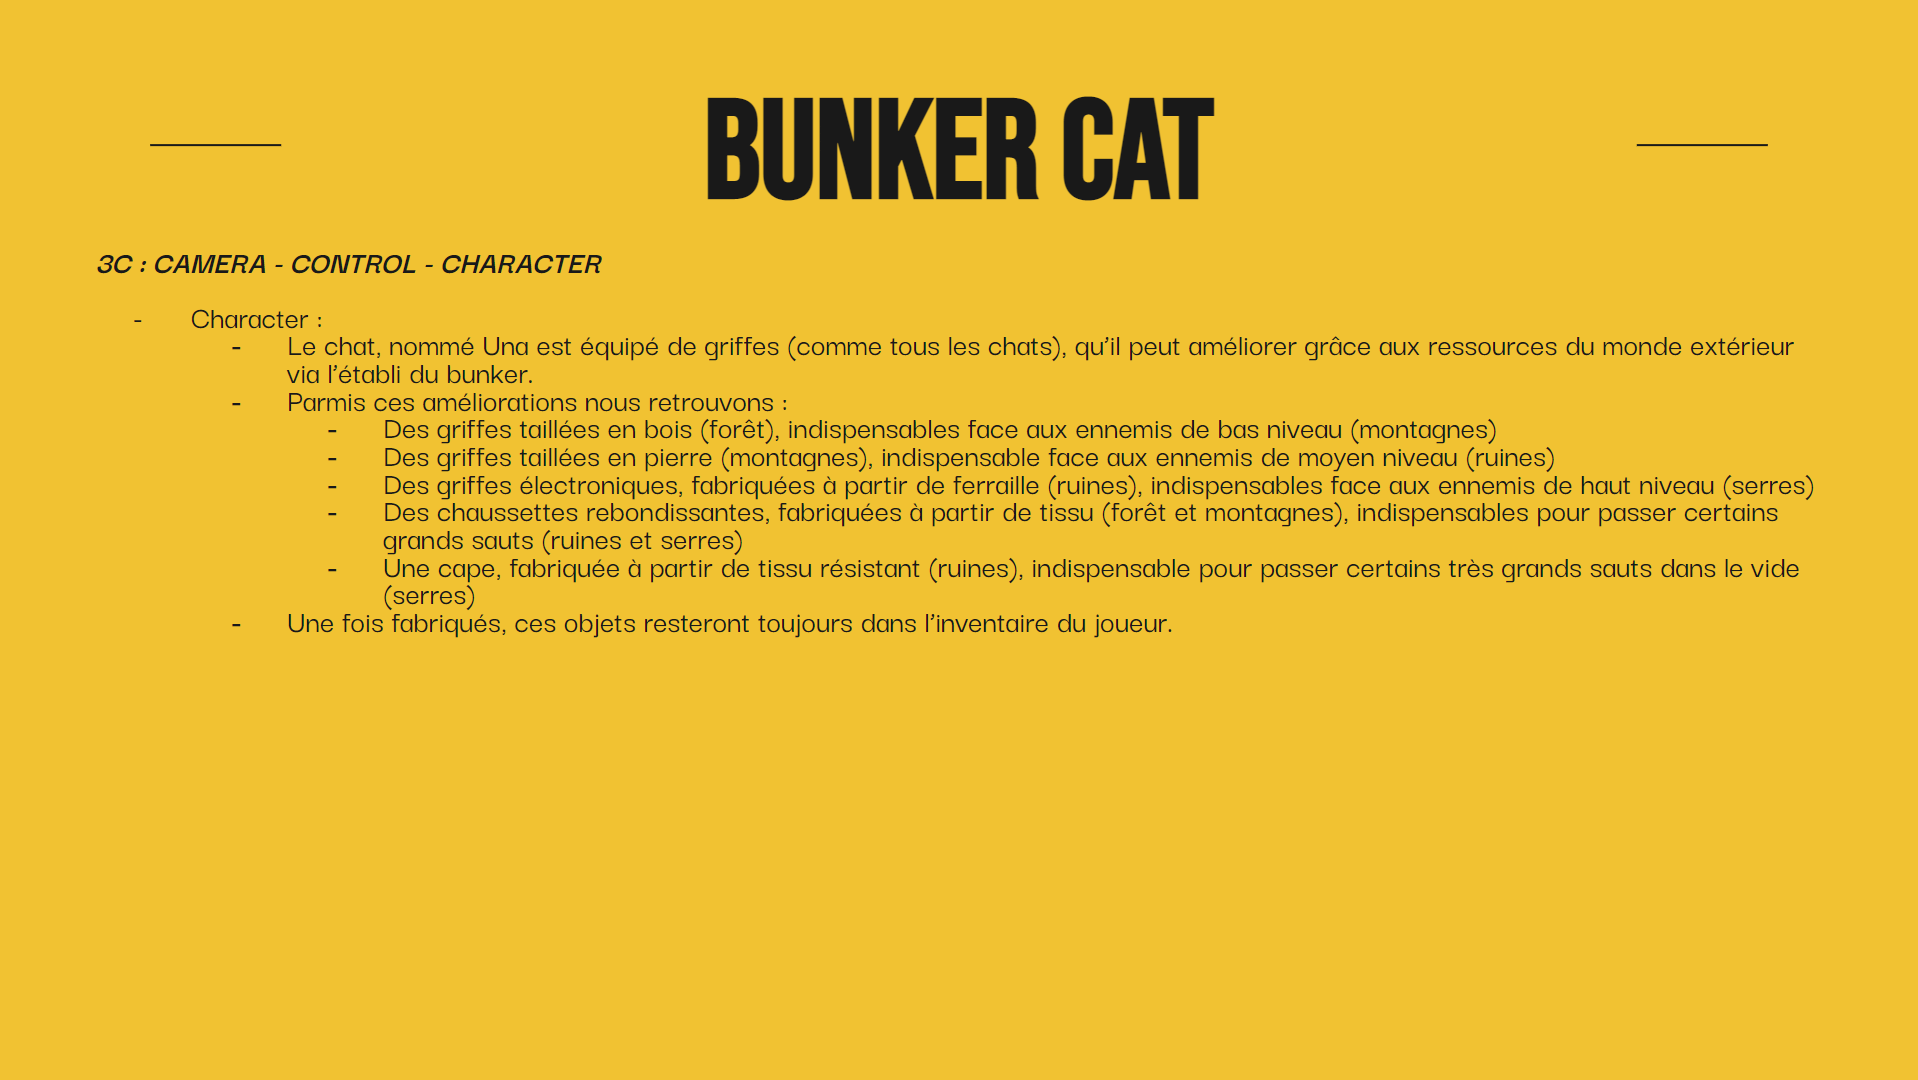 BUNKER CAT
3C : CAMERA - CONTROL - CHARACTER
- Character :
- Le chat, nommé Una est équipé de griffes (comme tous les chats), qu’il peut améliorer grâce aux ressources du monde extérieur
via l’établi du bunker.
- Parmis ces améliorations nous retrouvons :
- Des griffes taillées en bois (forêt), indispensables face aux ennemis de bas niveau (montagnes)
- Des griffes taillées en pierre (montagnes), indispensable face aux ennemis de moyen niveau (ruines)
- Des griffes électroniques, fabriquées à partir de ferraille (ruines), indispensables face aux ennemis de haut niveau (serres)
- Des chaussettes rebondissantes, fabriquées à partir de tissu (forêt et montagnes), indispensables pour passer certains
grands sauts (ruines et serres)
- Une cape, fabriquée à partir de tissu résistant (ruines), indispensable pour passer certains très grands sauts dans le vide
(serres)
- Une fois fabriqués, ces objets resteront toujours dans l’inventaire du joueur.